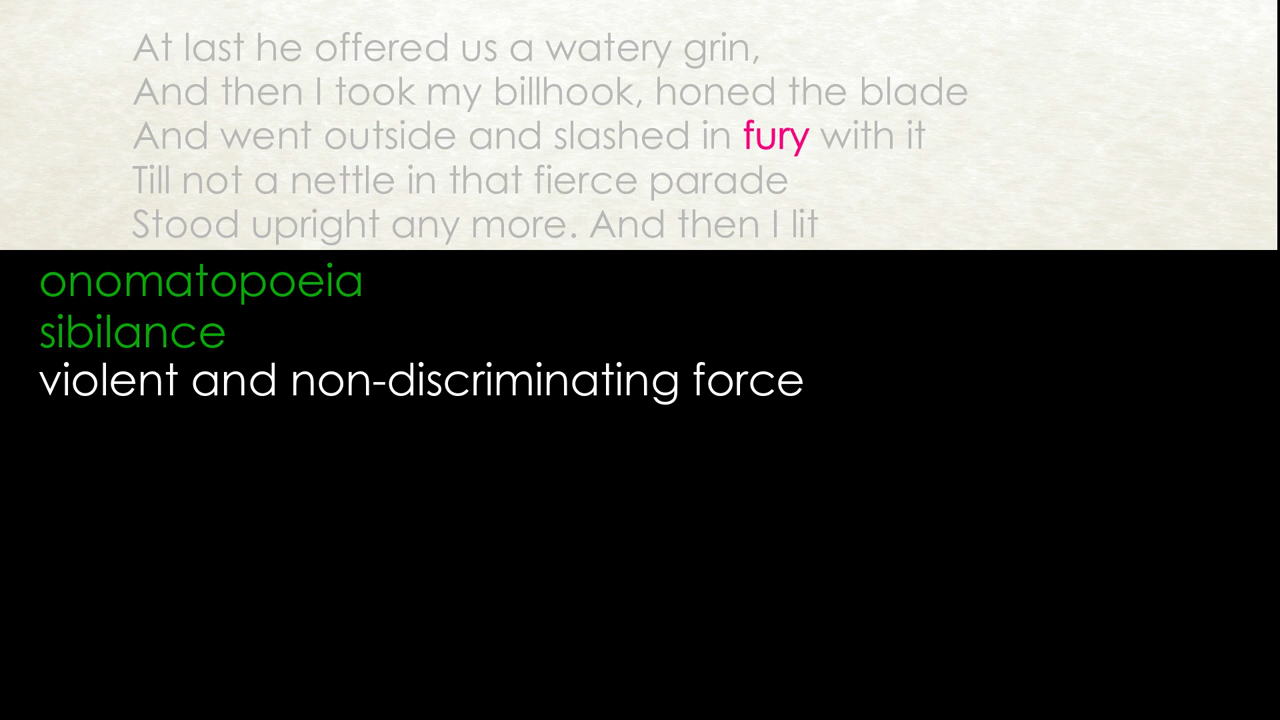 At last he offered us a watery grin,
And then I took my billhook, honed the blade
And went outside and slashed in fury with it
Till not a nettle in that fierce parade
Stood upright any more. And then I lit
onomatopoeia
sibilance
violent and non-discriminating force